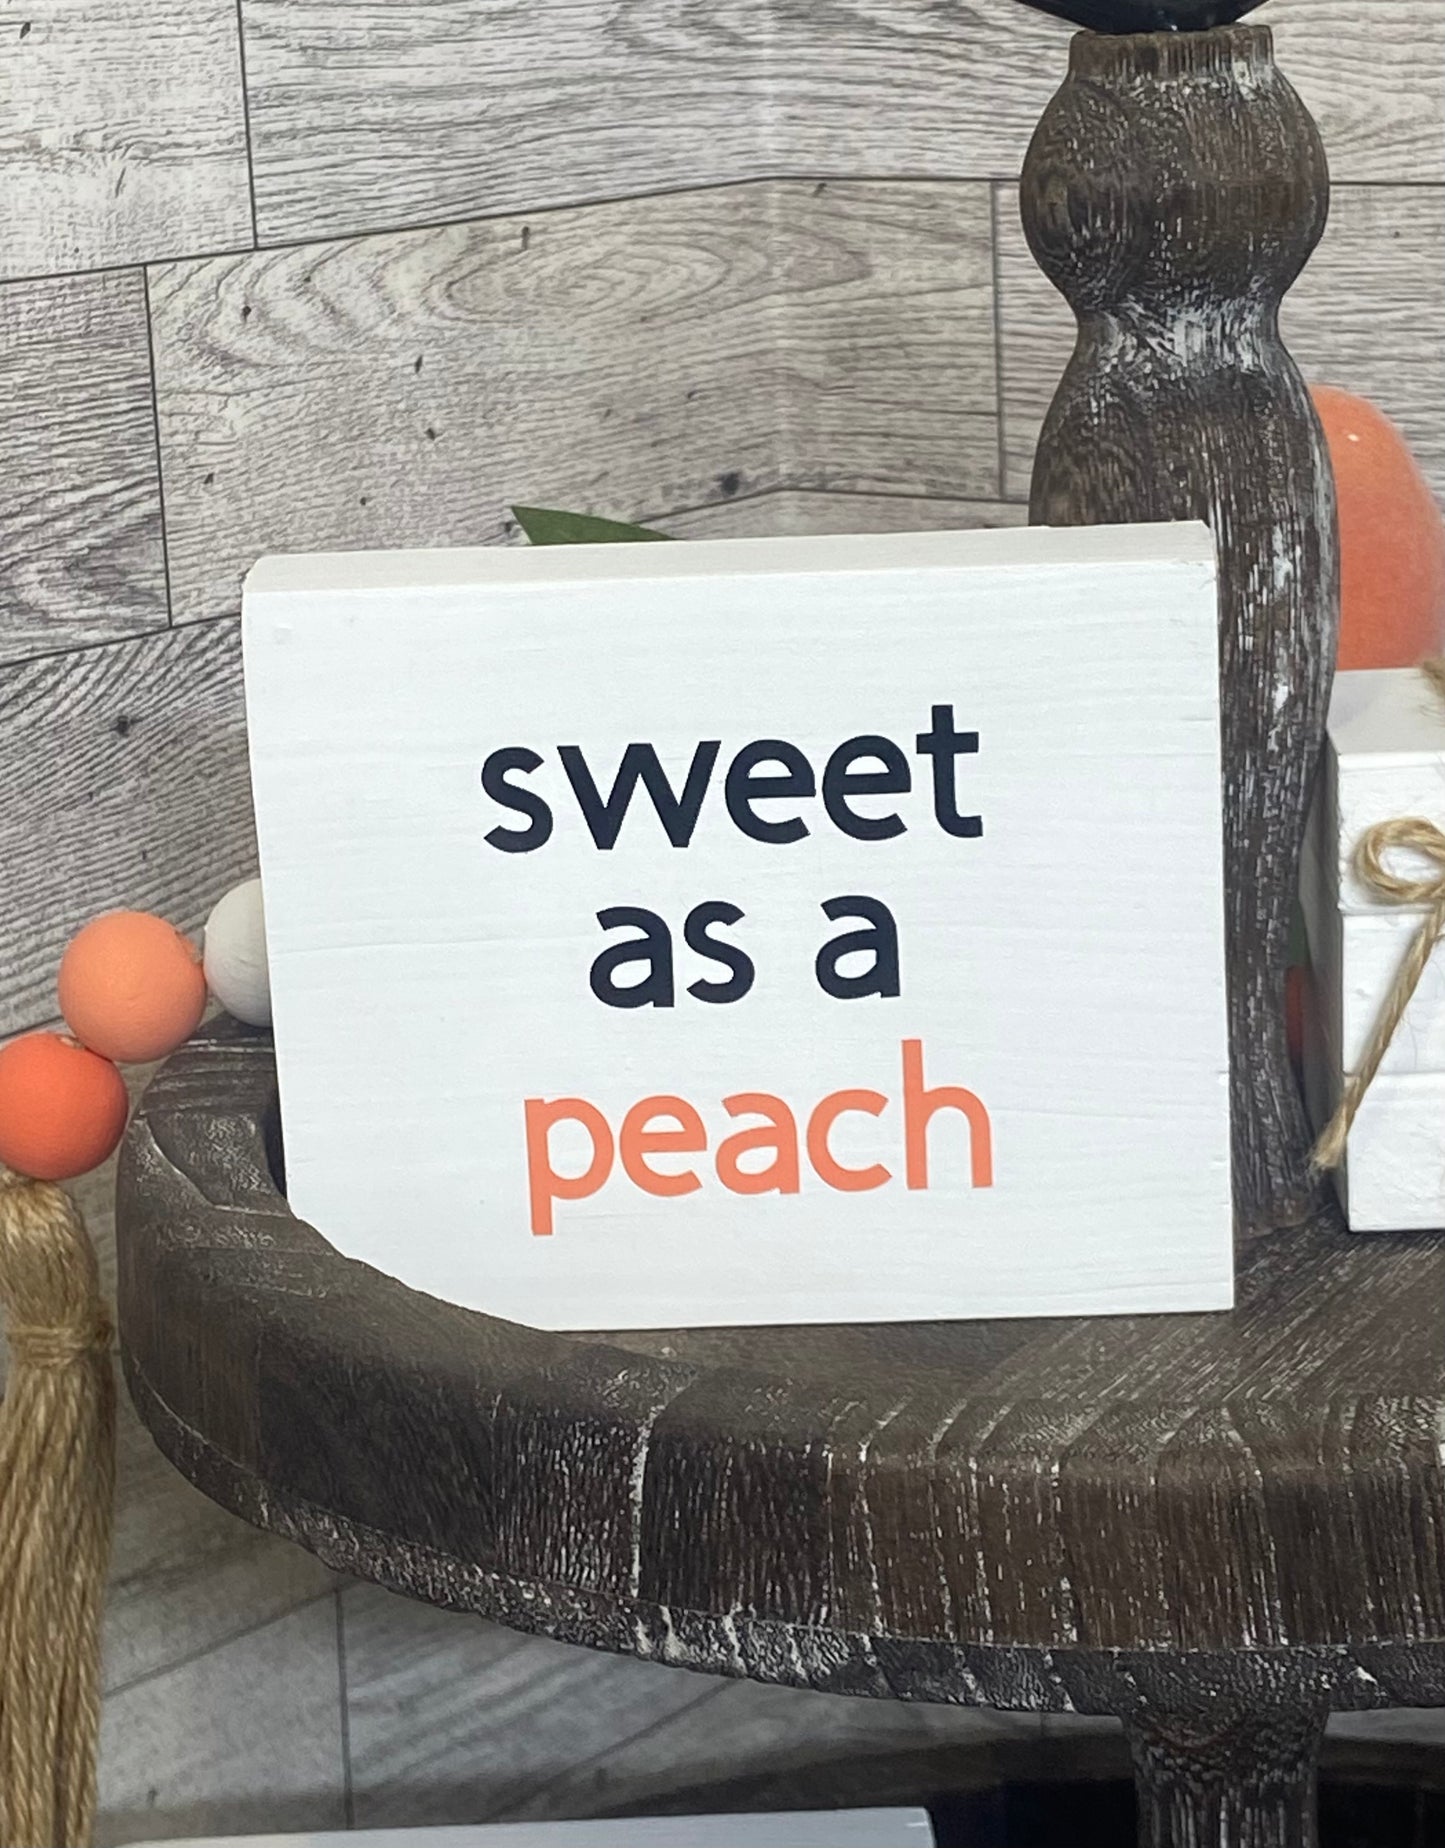 sweet
as a
peach